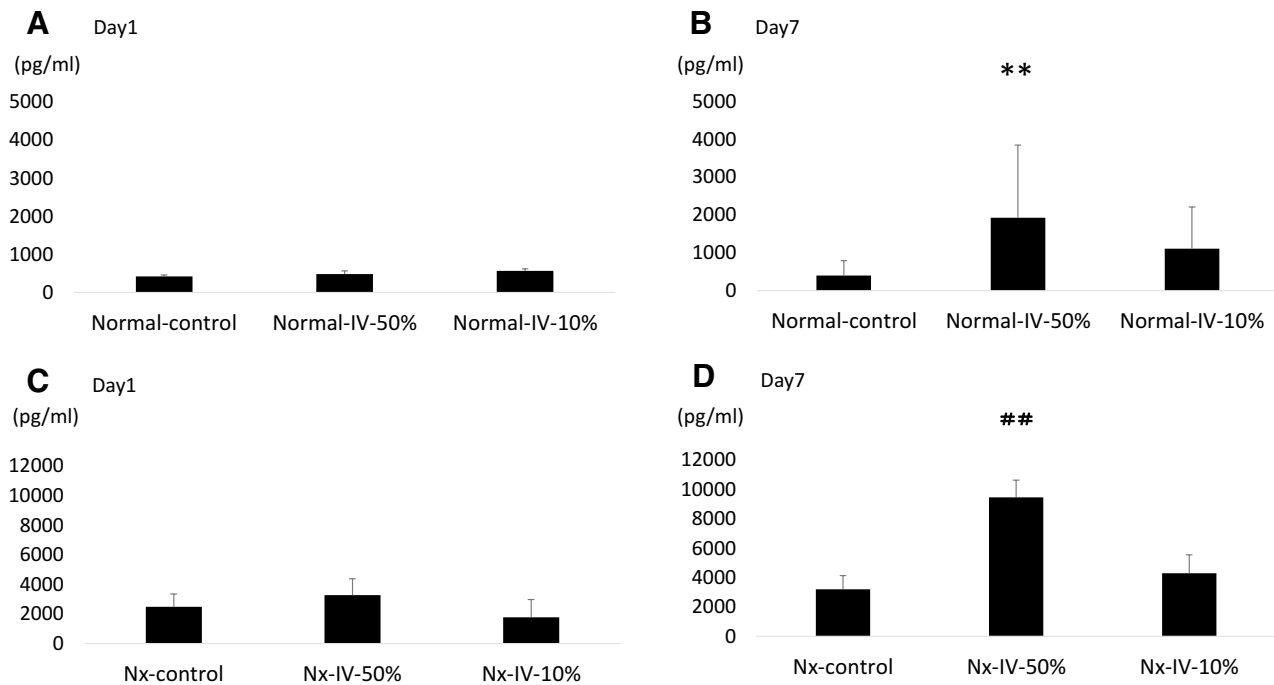 A Day1
(pg/ml)
5000
4000
3000
2000
1000
0
Normal-control Normal-IV-50% Normal-IV-10%
B Day7
(pg/ml)
**
5000
4000
3000
2000
1000
0
Normal-control Normal-IV-50% Normal-IV-10%
C Day1
(pg/ml)
12000
10000
8000
6000
4000
2000
0
Nx-control Nx-IV-50% Nx-IV-10%
D Day7
(pg/ml)
##
12000
10000
8000
6000
4000
2000
0
Nx-control Nx-IV-50% Nx-IV-10%